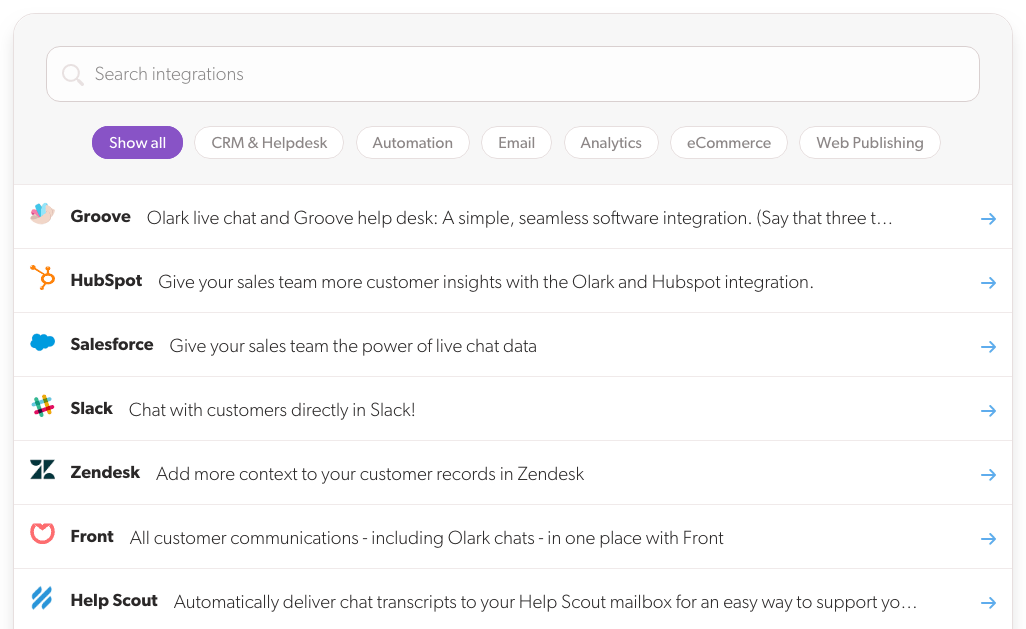 Search integrations
Show all CRM & Helpdesk Automation Email Analytics eCommerce Web Publishing
Groove Olark live chat and Groove help desk: A simple, seamless software integration. (Say that three t…
HubSpot Give your sales team more customer insights with the Olark and Hubspot integration.
Salesforce Give your sales team the power of live chat data
Slack Chat with customers directly in Slack!
Zendesk Add more context to your customer records in Zendesk
Front All customer communications - including Olark chats - in one place with Front
Help Scout Automatically deliver chat transcripts to your Help Scout mailbox for an easy way to support yo…